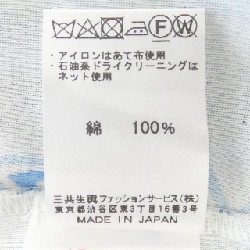 F W
・アイロンはあて布使用
・石油系ドライクリーニングは
ネット使用
綿 100%
三共生興ファッションサービス(株)
東京都渋谷区東3丁目16番3号
MADE IN JAPAN